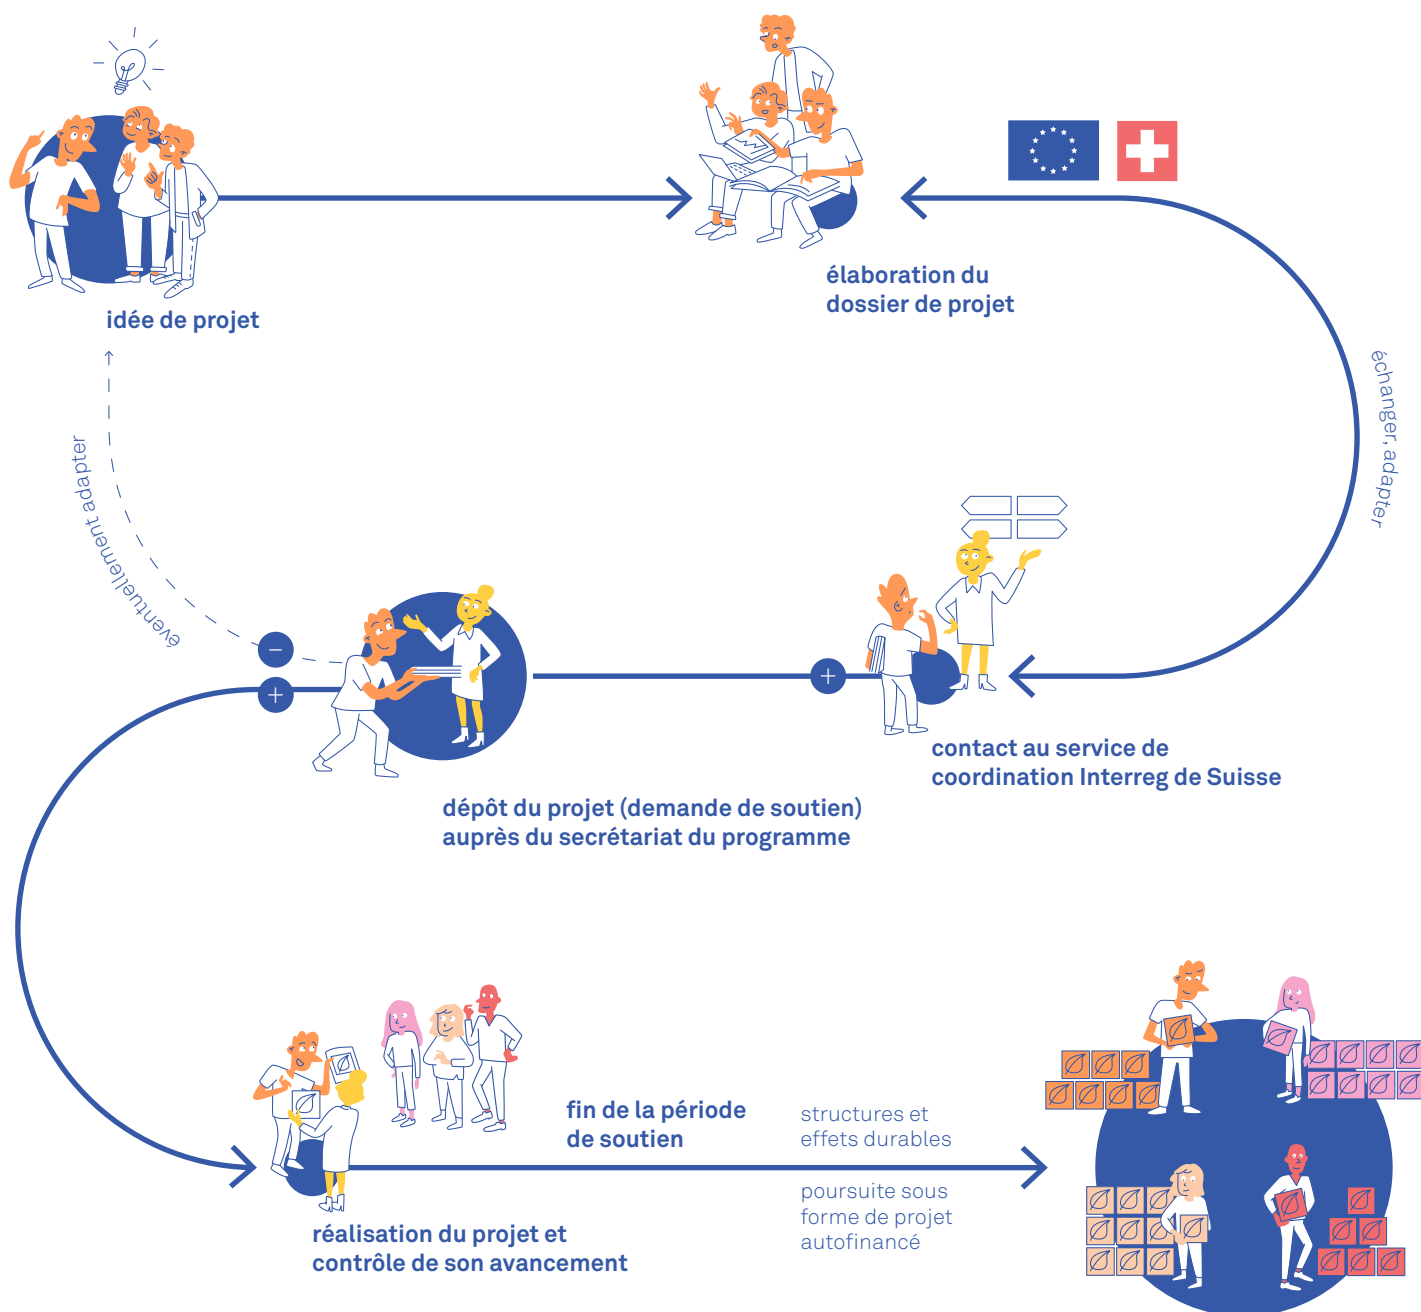 idée de projet
élaboration du
dossier de projet
échanger, adapter
éventuellement adapter
contact au service de
coordination Interreg de Suisse
dépôt du projet (demande de soutien)
auprès du secrétariat du programme
fin de la période
de soutien
structures et
effets durables
poursuite sous
forme de projet
autofinancé
réalisation du projet et
contrôle de son avancement